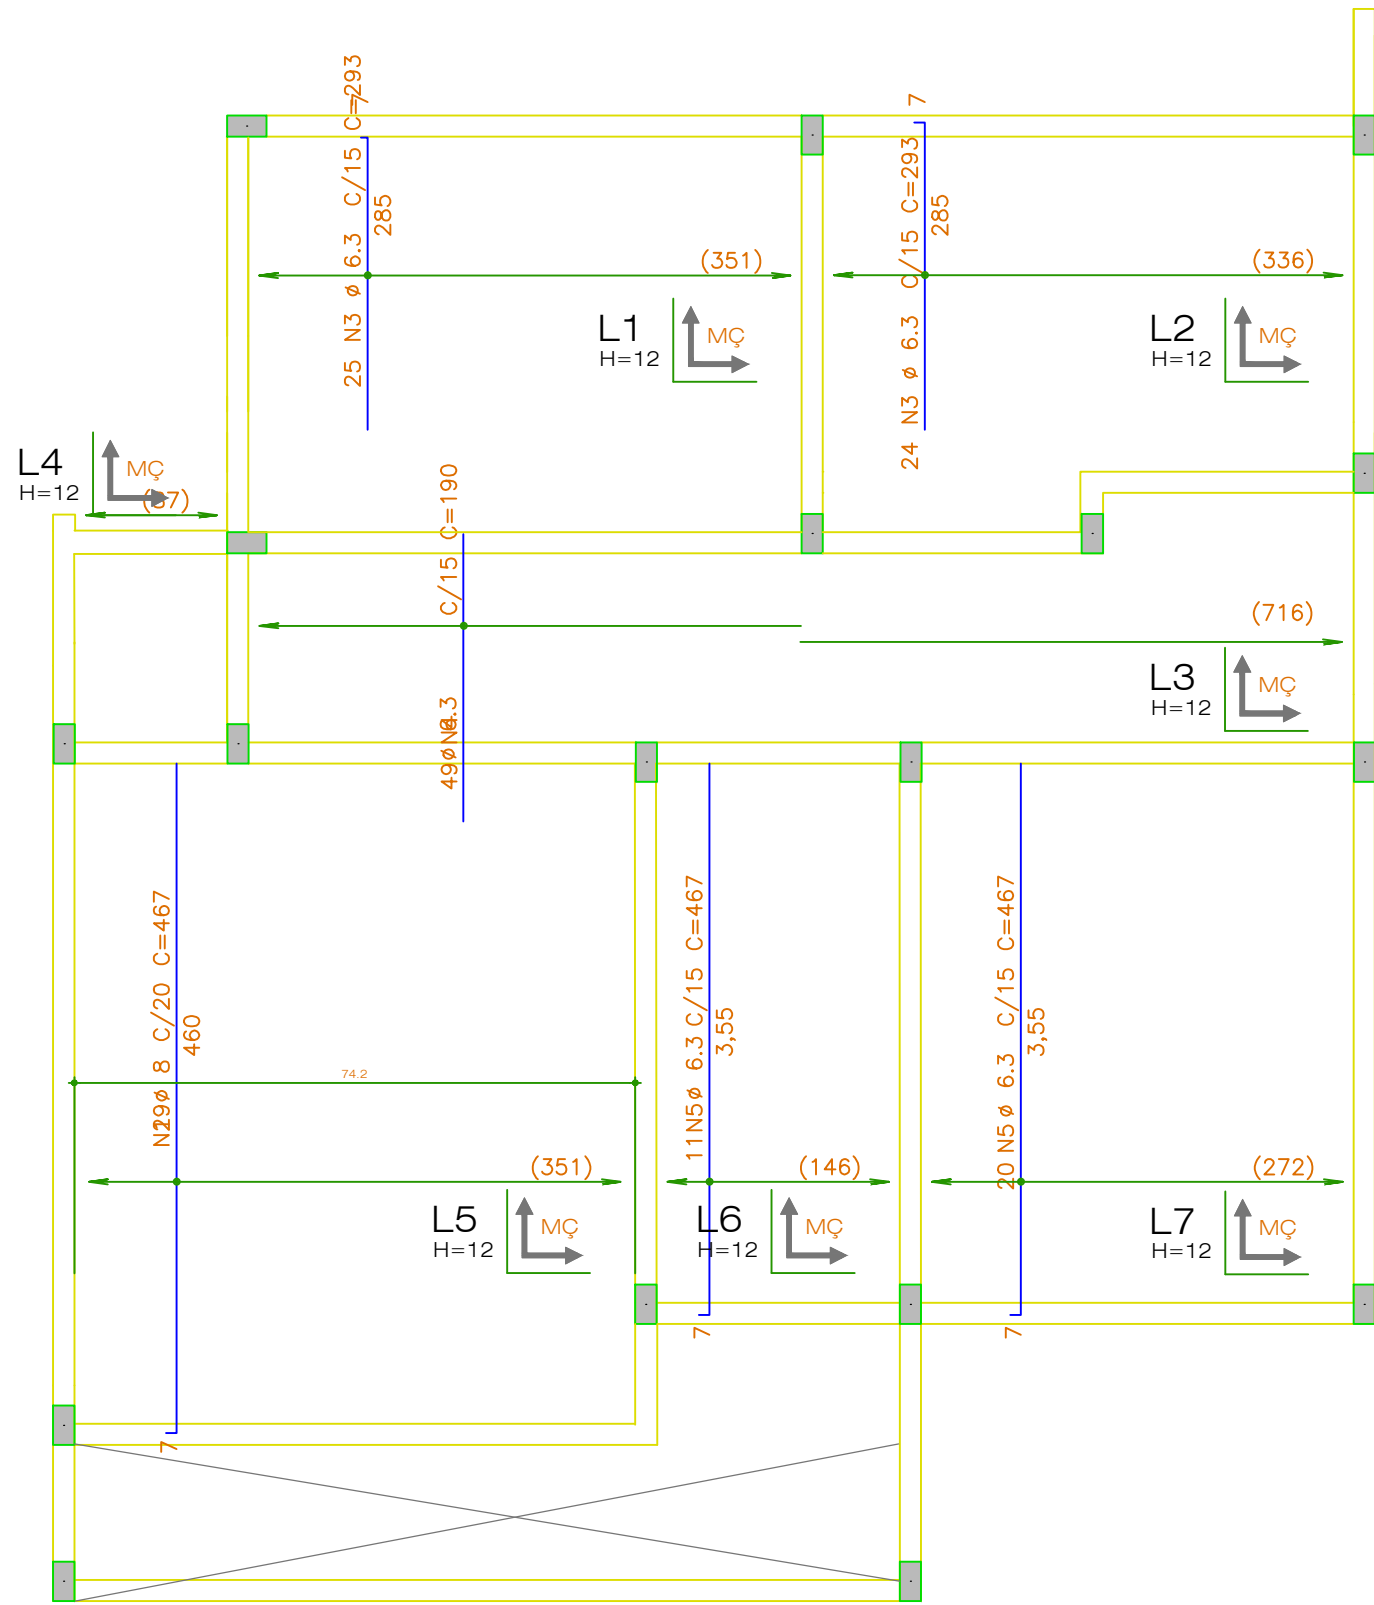 7
25 N3 ø 6.3 C/15 C=293
285
(351)
L1
H=12
MÇ
7
24 N3 ø 6.3 C/15 C=293
285
(336)
L2
H=12
MÇ
L4
H=12
MÇ
C/15 C=190
(716)
L3
H=12
MÇ
ø 8 C/20 C=467
460
74.2
(351)
L5
H=12
MÇ
7
11N5ø 6.3 C/15 C=467
3,55
(146)
L6
H=12
MÇ
7
20 N5 ø 6.3 C/15 C=467
3,55
(272)
L7
H=12
MÇ
7